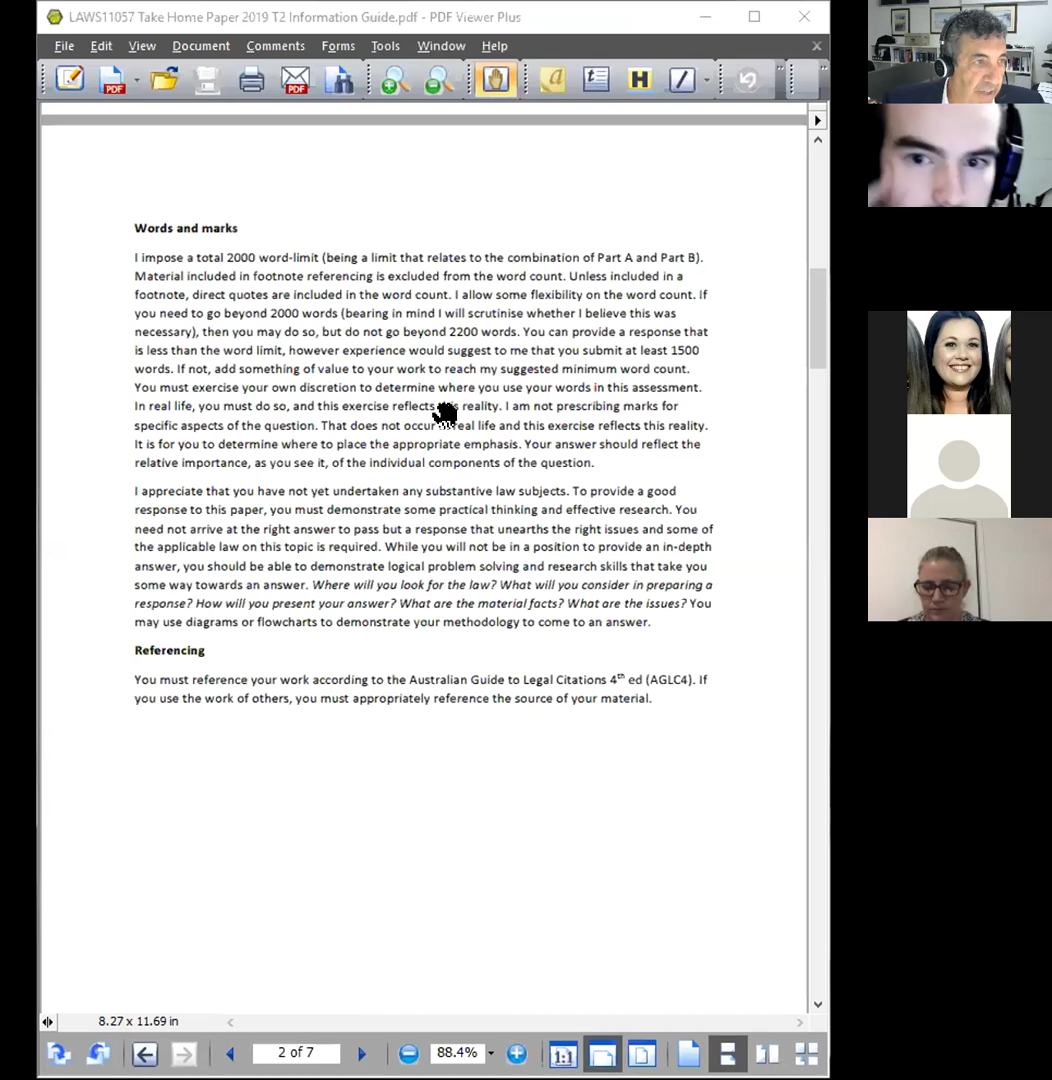 LAWS11057 Take Home Paper 2019 T2 Information Guide.pdf - PDF Viewer Plus
File Edit View Document Comments Forms Tools Window Help
Words and marks
I impose a total 2000 word-limit (being a limit that relates to the combination of Part A and Part B).
Material included in footnote referencing is excluded from the word count. Unless included in a
footnote, direct quotes are included in the word count. I allow some flexibility on the word count. If
you need to go beyond 2000 words (bearing in mind I will scrutinise whether I believe this was
necessary), then you may do so, but do not go beyond 2200 words. You can provide a response that
is less than the word limit, however experience would suggest to me that you submit at least 1500
words. If not, add something of value to your work to reach my suggested minimum word count.
You must exercise your own discretion to determine where you use your words in this assessment.
In real life, you must do so, and this exercise reflects this reality. I am not prescribing marks for
specific aspects of the question. That does not occur real life and this exercise reflects this reality.
It is for you to determine where to place the appropriate emphasis. Your answer should reflect the
relative importance, as you see it, of the individual components of the question.
I appreciate that you have not yet undertaken any substantive law subjects. To provide a good
response to this paper, you must demonstrate some practical thinking and effective research. You
need not arrive at the right answer to pass but a response that unearths the right issues and some of
the applicable law on this topic is required. While you will not be in a position to provide an in-depth
answer, you should be able to demonstrate logical problem solving and research skills that take you
some way towards an answer. Where will you look for the law? What will you consider in preparing a
response? How will you present your answer? What are the material facts? What are the issues? You
may use diagrams or flowcharts to demonstrate your methodology to come to an answer.
Referencing
You must reference your work according to the Australian Guide to Legal Citations 4th ed (AGLC4). If
you use the work of others, you must appropriately reference the source of your material.
8.27 x 11.69 in
2 of 7 88.4% 1:1